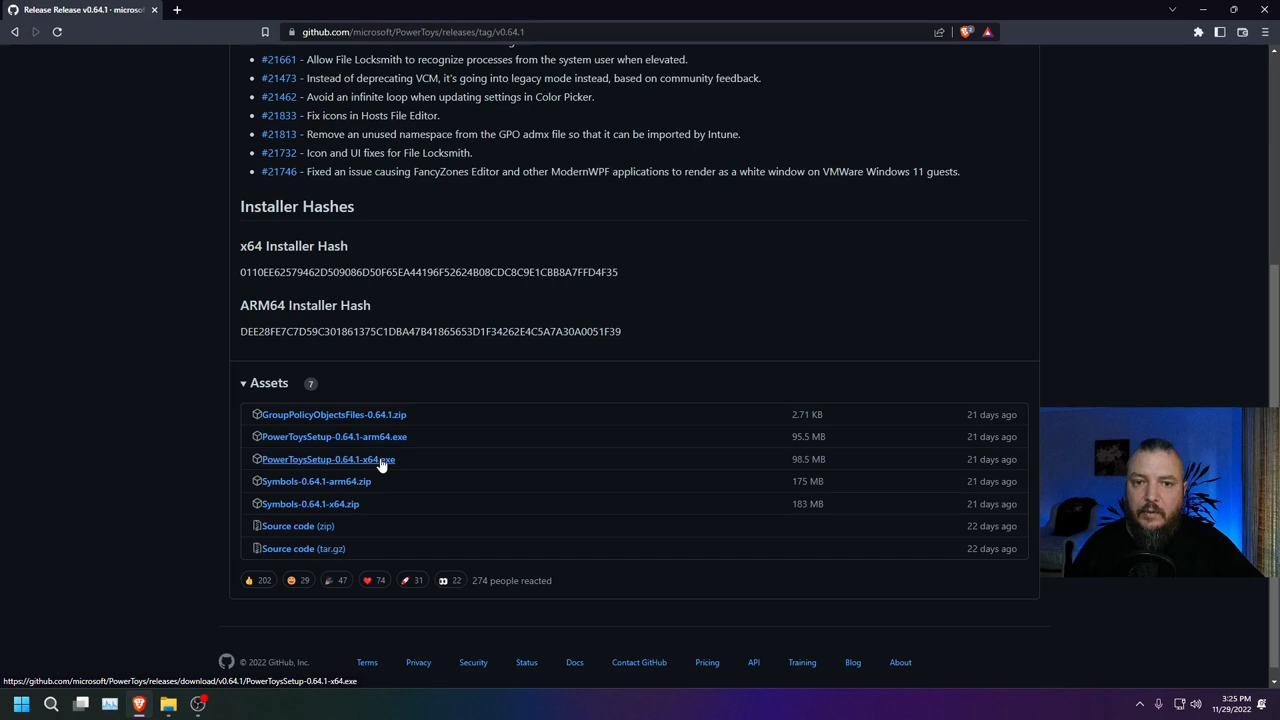 Release Release v0.64.1 · microso
github.com/microsoft/PowerToys/releases/tag/v0.64.1
2
#21661 - Allow File Locksmith to recognize processes from the system user when elevated.
#21473 - Instead of deprecating VCM, it's going into legacy mode instead, based on community feedback.
#21462 - Avoid an infinite loop when updating settings in Color Picker.
#21833 - Fix icons in Hosts File Editor.
#21813 - Remove an unused namespace from the GPO admx file so that it can be imported by Intune.
#21732 - Icon and UI fixes for File Locksmith.
#21746 - Fixed an issue causing FancyZones Editor and other ModernWPF applications to render as a white window on VMWare Windows 11 guests.
Installer Hashes
x64 Installer Hash
0110EE62579462D509086D50F65EA44196F52624B08CDC8C9E1CBB8A7FFD4F35
ARM64 Installer Hash
DEE28FE7C7D59C301861375C1DBA47B41865653D1F34262E4C5A7A30A0051F39
Assets 7
GroupPolicyObjectsFiles-0.64.1.zip 2.71 KB 21 days ago
PowerToysSetup-0.64.1-arm64.exe 95.5 MB 21 days ago
PowerToysSetup-0.64.1-x64.exe 98.5 MB 21 days ago
Symbols-0.64.1-arm64.zip 175 MB 21 days ago
Symbols-0.64.1-x64.zip 183 MB 21 days ago
Source code (zip) 22 days ago
Source code (tar.gz) 22 days ago
202 29 47 74 31 22 274 people reacted
© 2022 GitHub, Inc. Terms Privacy Security Status Docs Contact GitHub Pricing API Training Blog About
https://github.com/microsoft/PowerToys/releases/download/v0.64.1/PowerToysSetup-0.64.1-x64.exe
3:25 PM
11/29/2022